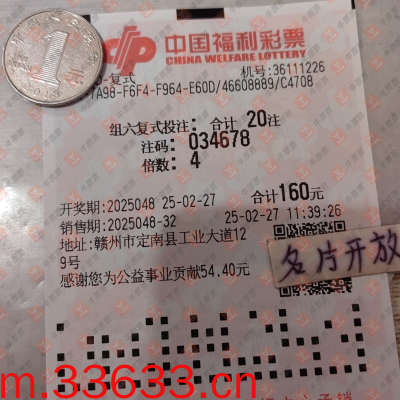 1
中国福利彩票
CHINA WELFARE LOTTERY
D-复式
机号:36111226
7A98-F6F4-F964-E60D/46608889/C4708
组六复式投注: 合计 20注
注码: 034678
倍数: 4
开奖期:2025048 25-02-27 合计160元
销售期:2025048-32 25-02-27 11:39:26
地址:赣州市定南县工业大道12
9号
感谢您为公益事业贡献54.40元
名片开放
m.33633.cn